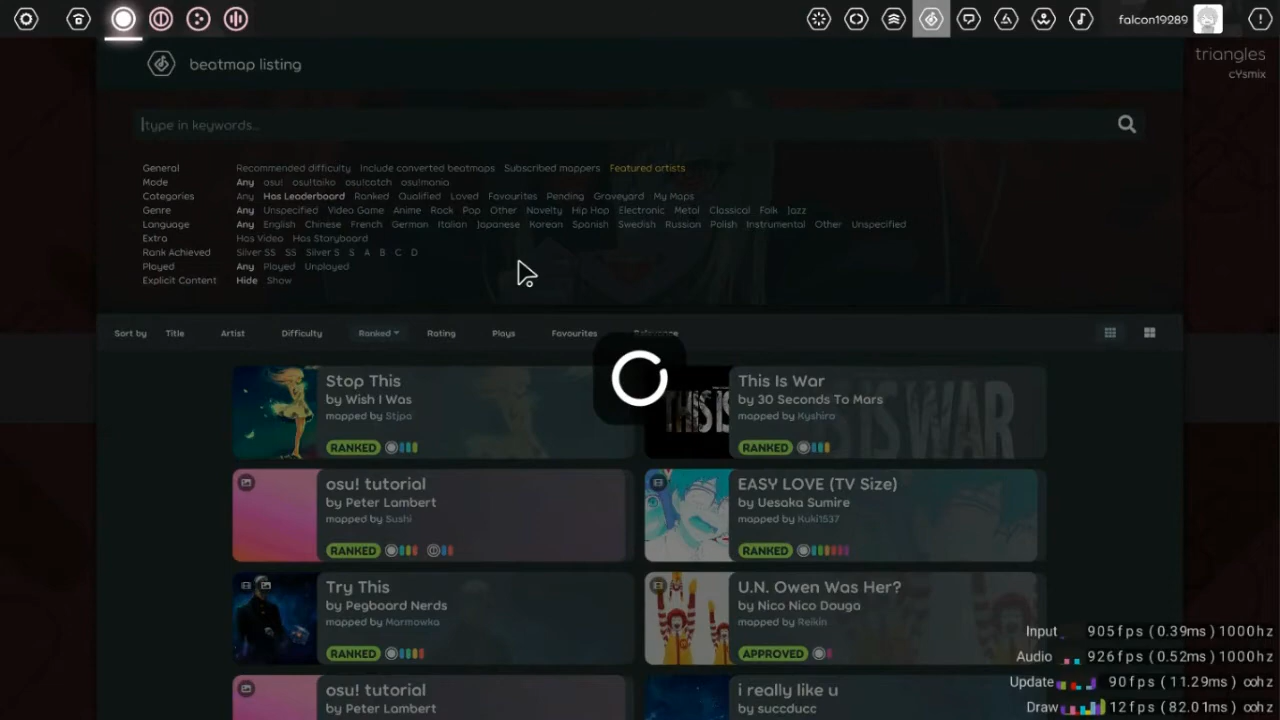 falcon19289
triangles
cYsmix
beatmap listing
type in keywords...
General Recommended difficulty Include converted beatmaps Subscribed mappers Featured artists
Mode Any osu! osu!taiko osu!catch osu!mania
Categories Any Has Leaderboard Ranked Qualified Loved Favourites Pending Graveyard My Maps
Genre Any Unspecified Video Game Anime Rock Pop Other Novelty Hip Hop Electronic Metal Classical Folk Jazz
Language Any English Chinese French German Italian Japanese Korean Spanish Swedish Russian Polish Instrumental Other Unspecified
Extra Has Video Has Storyboard
Rank Achieved Silver SS SS Silver S S A B C D
Played Any Played Unplayed
Explicit Content Hide Show
Sort by Title Artist Difficulty Ranked Rating Plays Favourites Relevance
Stop This
by Wish I Was
mapped by Stjpa
RANKED
This Is War
by 30 Seconds To Mars
mapped by Kyshiro
RANKED
THIS IS
IS IS WAR
osu! tutorial
by Peter Lambert
mapped by Sushi
RANKED
EASY LOVE (TV Size)
by Uesaka Sumire
mapped by Kuki1537
RANKED
Try This
by Pegboard Nerds
mapped by Marmowka
RANKED
U.N. Owen Was Her?
by Nico Nico Douga
mapped by Reikin
APPROVED
osu! tutorial
by Peter Lambert
i really like u
by succducc
Input 905fps (0.39ms) 1000hz
Audio 926fps (0.52ms) 1000hz
Update 90fps (11.29ms) oohz
Draw 12fps (82.01ms) oohz